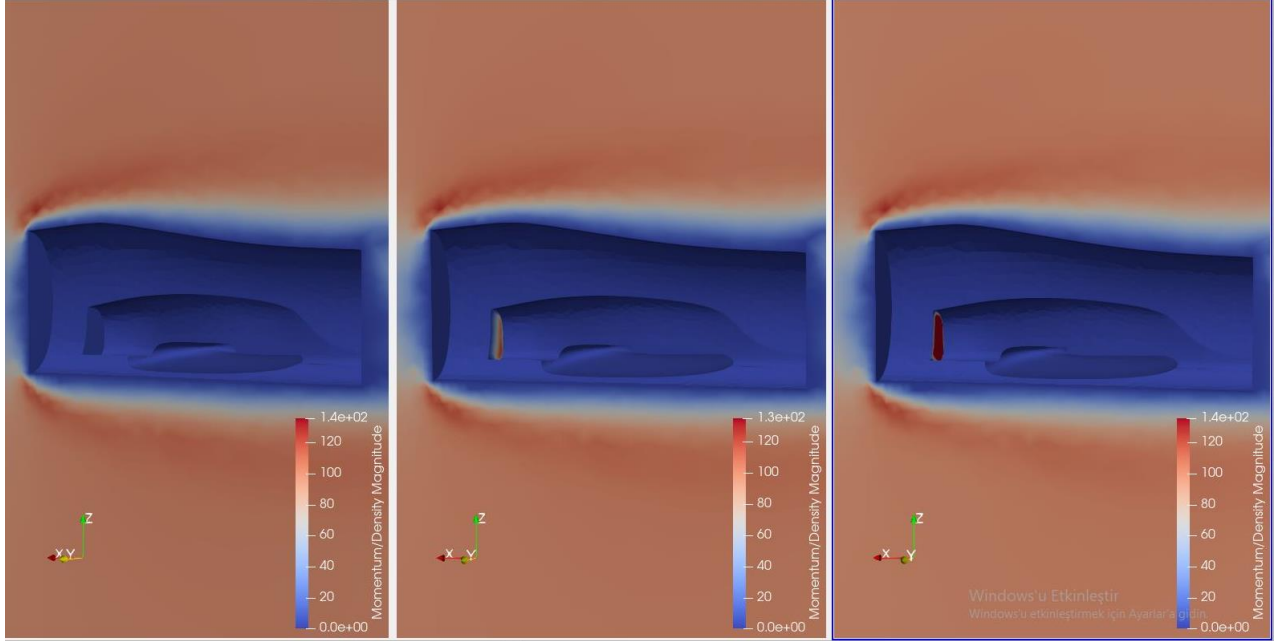 1.4e+02
120
100
80
60
40
20
0.0e+00
Momentum/Density Magnitude
Z
X Y
1.3e+02
120
100
80
60
40
20
0.0e+00
Momentum/Density Magnitude
Z
X Y
1.4e+02
120
100
80
60
40
20
0.0e+00
Momentum/Density Magnitude
Z
X Y
Windows'u Etkinleştir
Windows'u etkinleştirmek için Ayarlar'a gidin.